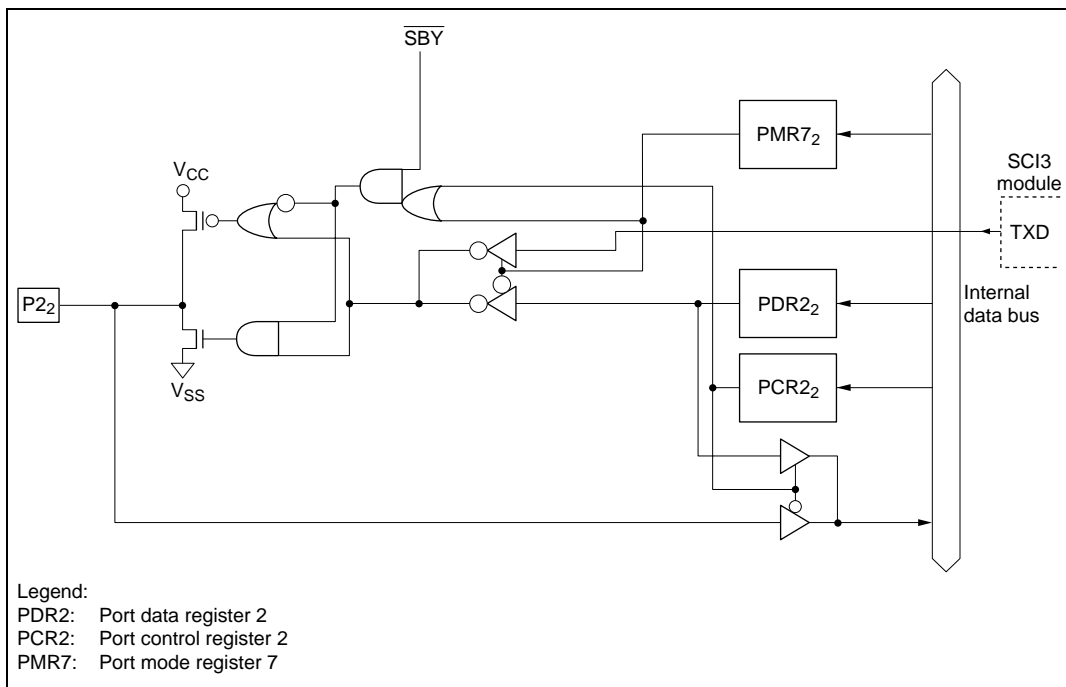 SBY
PMR7₂
SCI3
module
V_CC
TXD
P2₂
PDR2₂
Internal
data bus
PCR2₂
V_SS
Legend:
PDR2: Port data register 2
PCR2: Port control register 2
PMR7: Port mode register 7